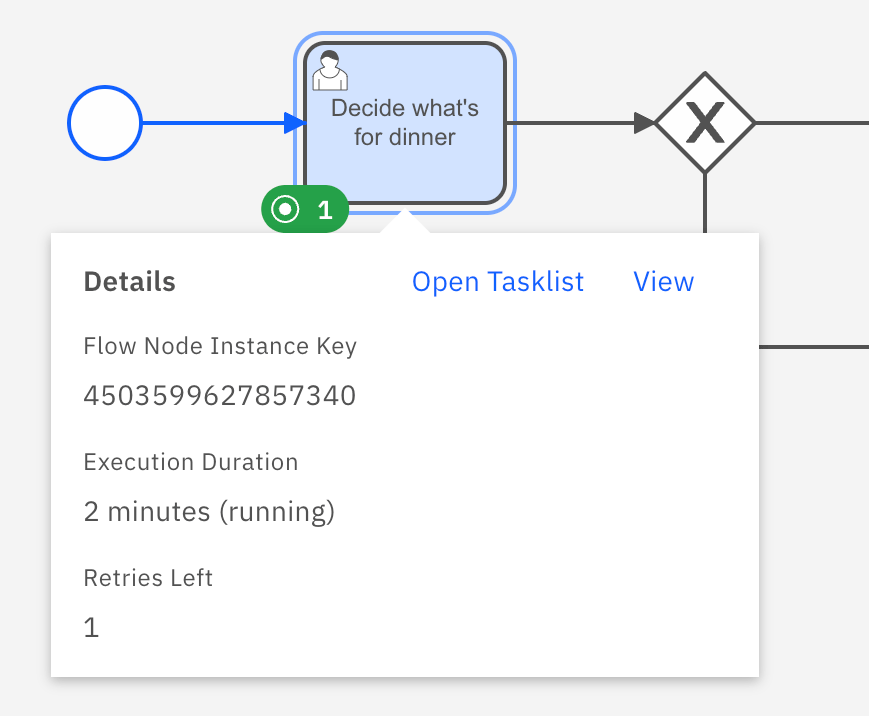 Decide what's
for dinner
1
Details
Open Tasklist
View
Flow Node Instance Key
4503599627857340
Execution Duration
2 minutes (running)
Retries Left
1